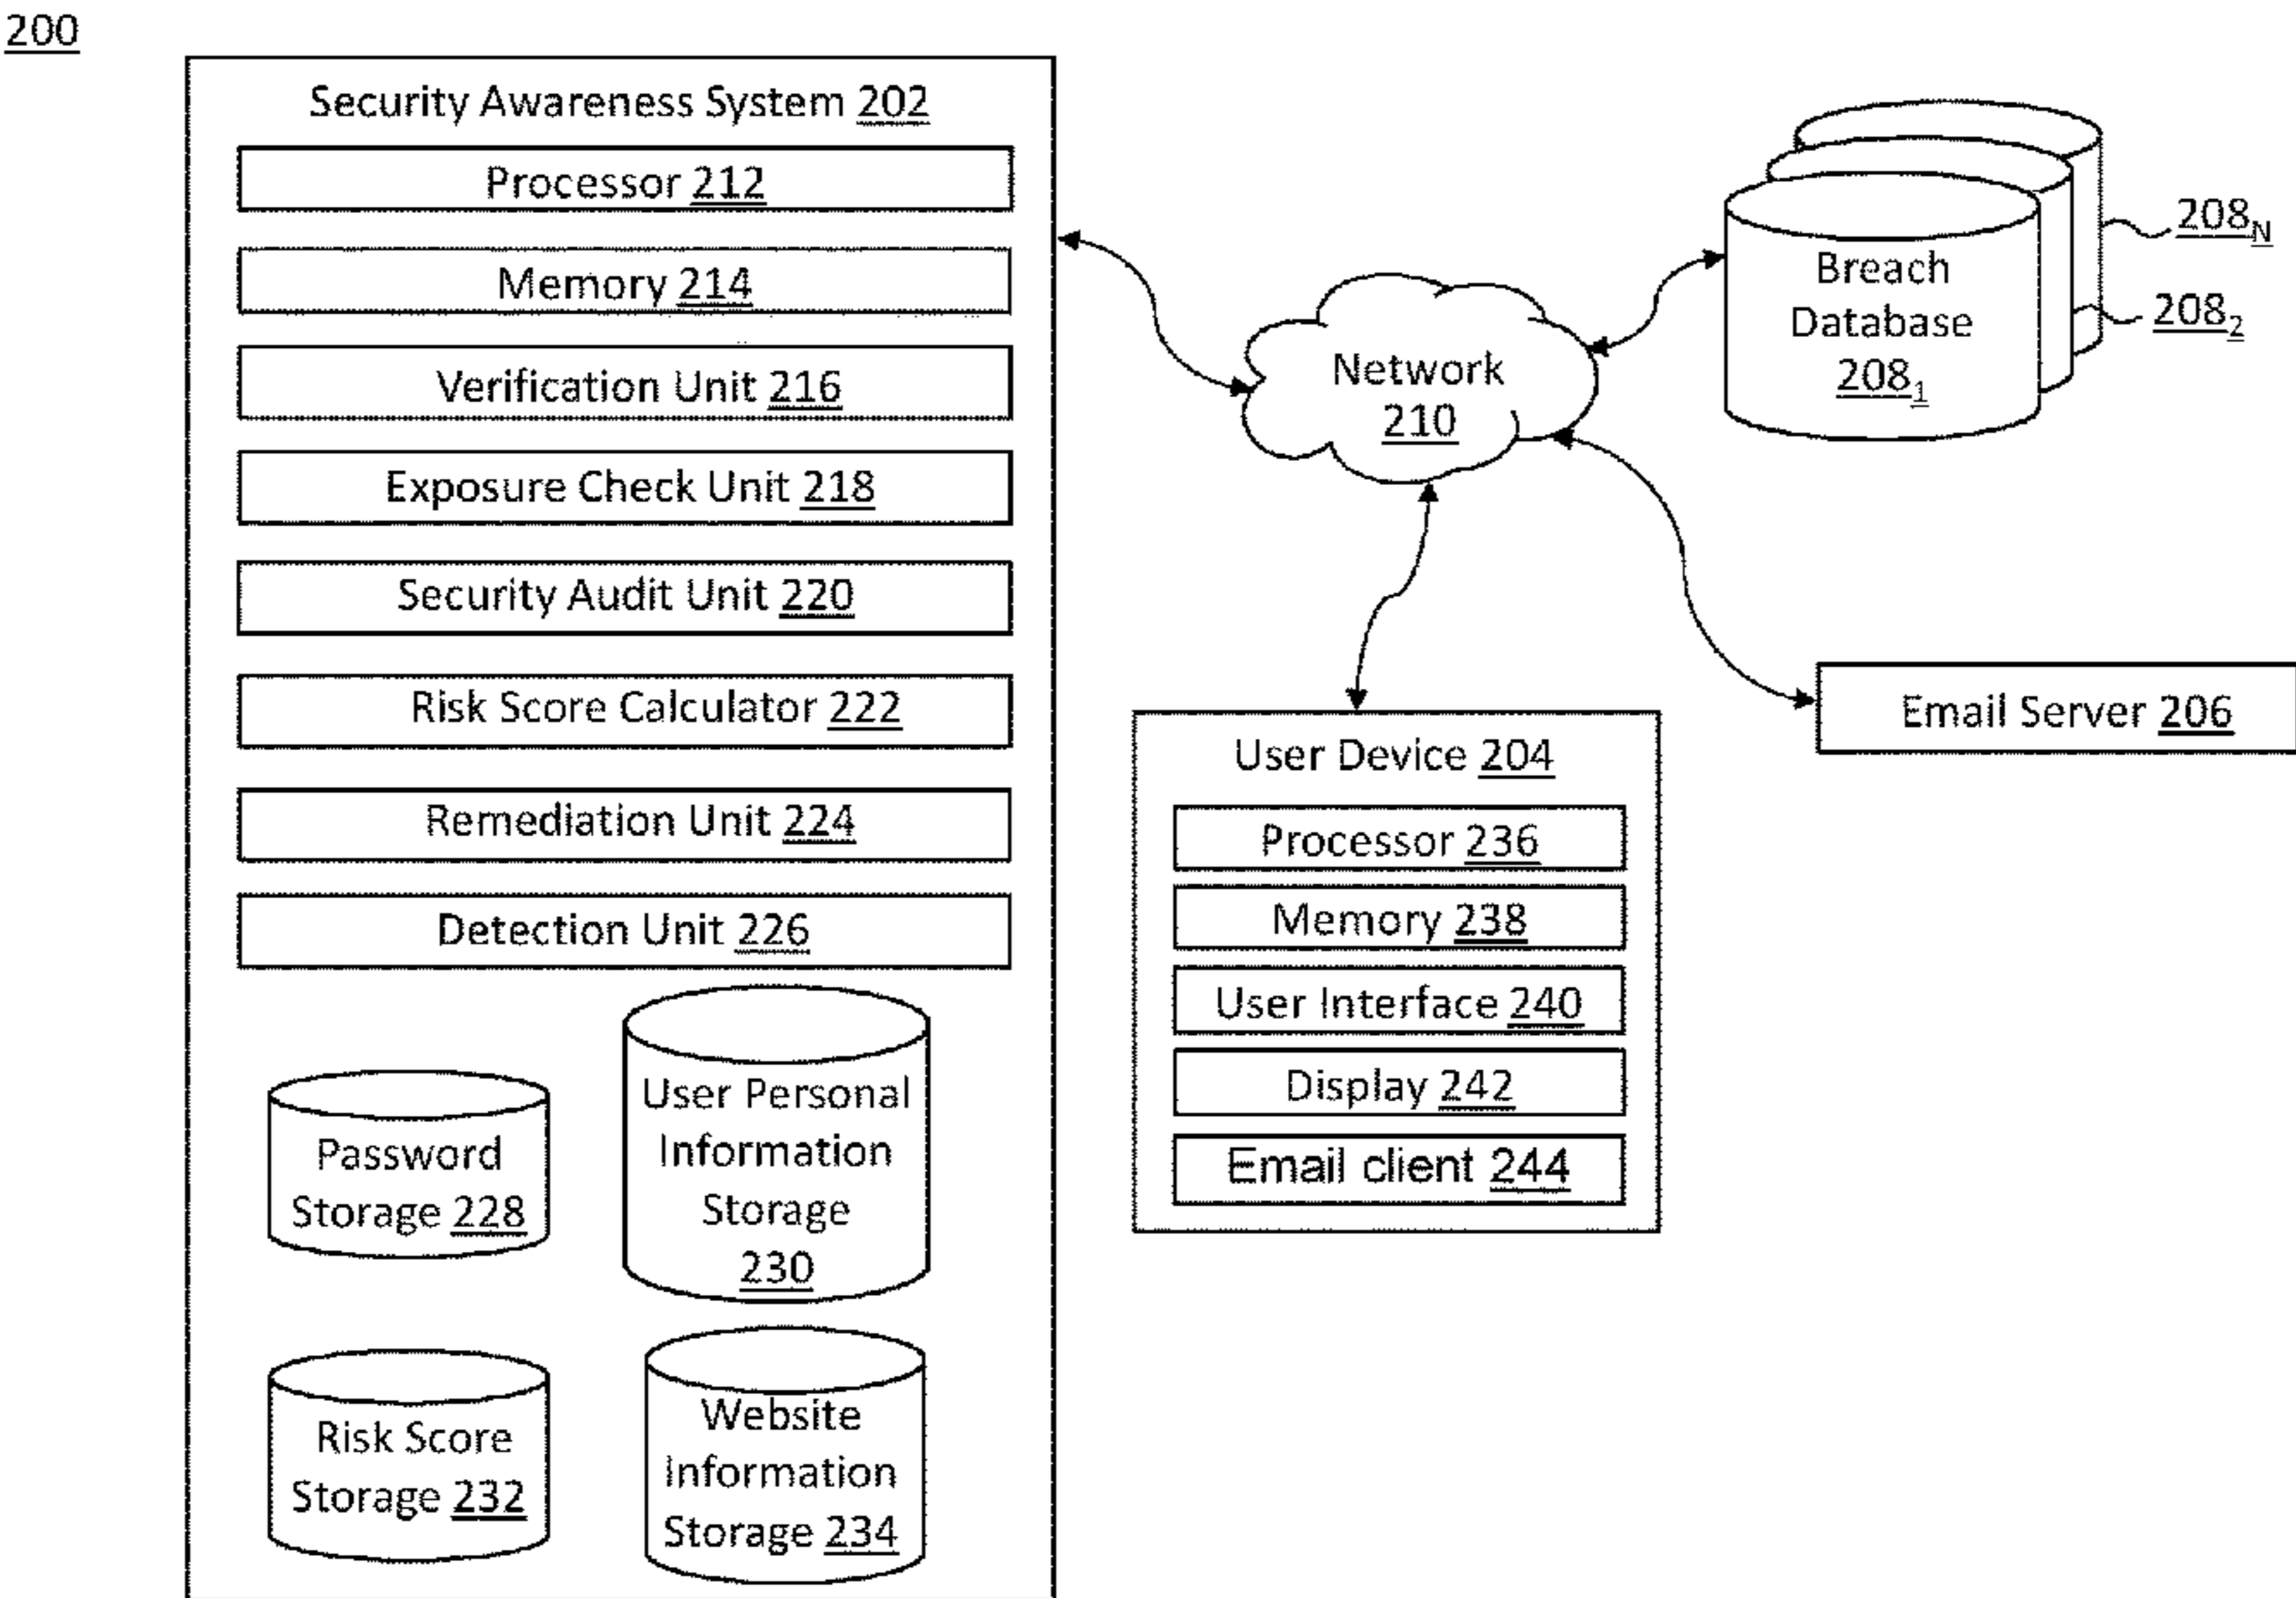 200
Security Awareness System 202
Processor 212
Memory 214
Verification Unit 216
Exposure Check Unit 218
Security Audit Unit 220
Risk Score Calculator 222
Remediation Unit 224
Detection Unit 226
Password
Storage 228
User Personal
Information
Storage
230
Risk Score
Storage 232
Website
Information
Storage 234
Network
210
Breach
Database
208₁
208₂
208N
User Device 204
Processor 236
Memory 238
User Interface 240
Display 242
Email client 244
Email Server 206